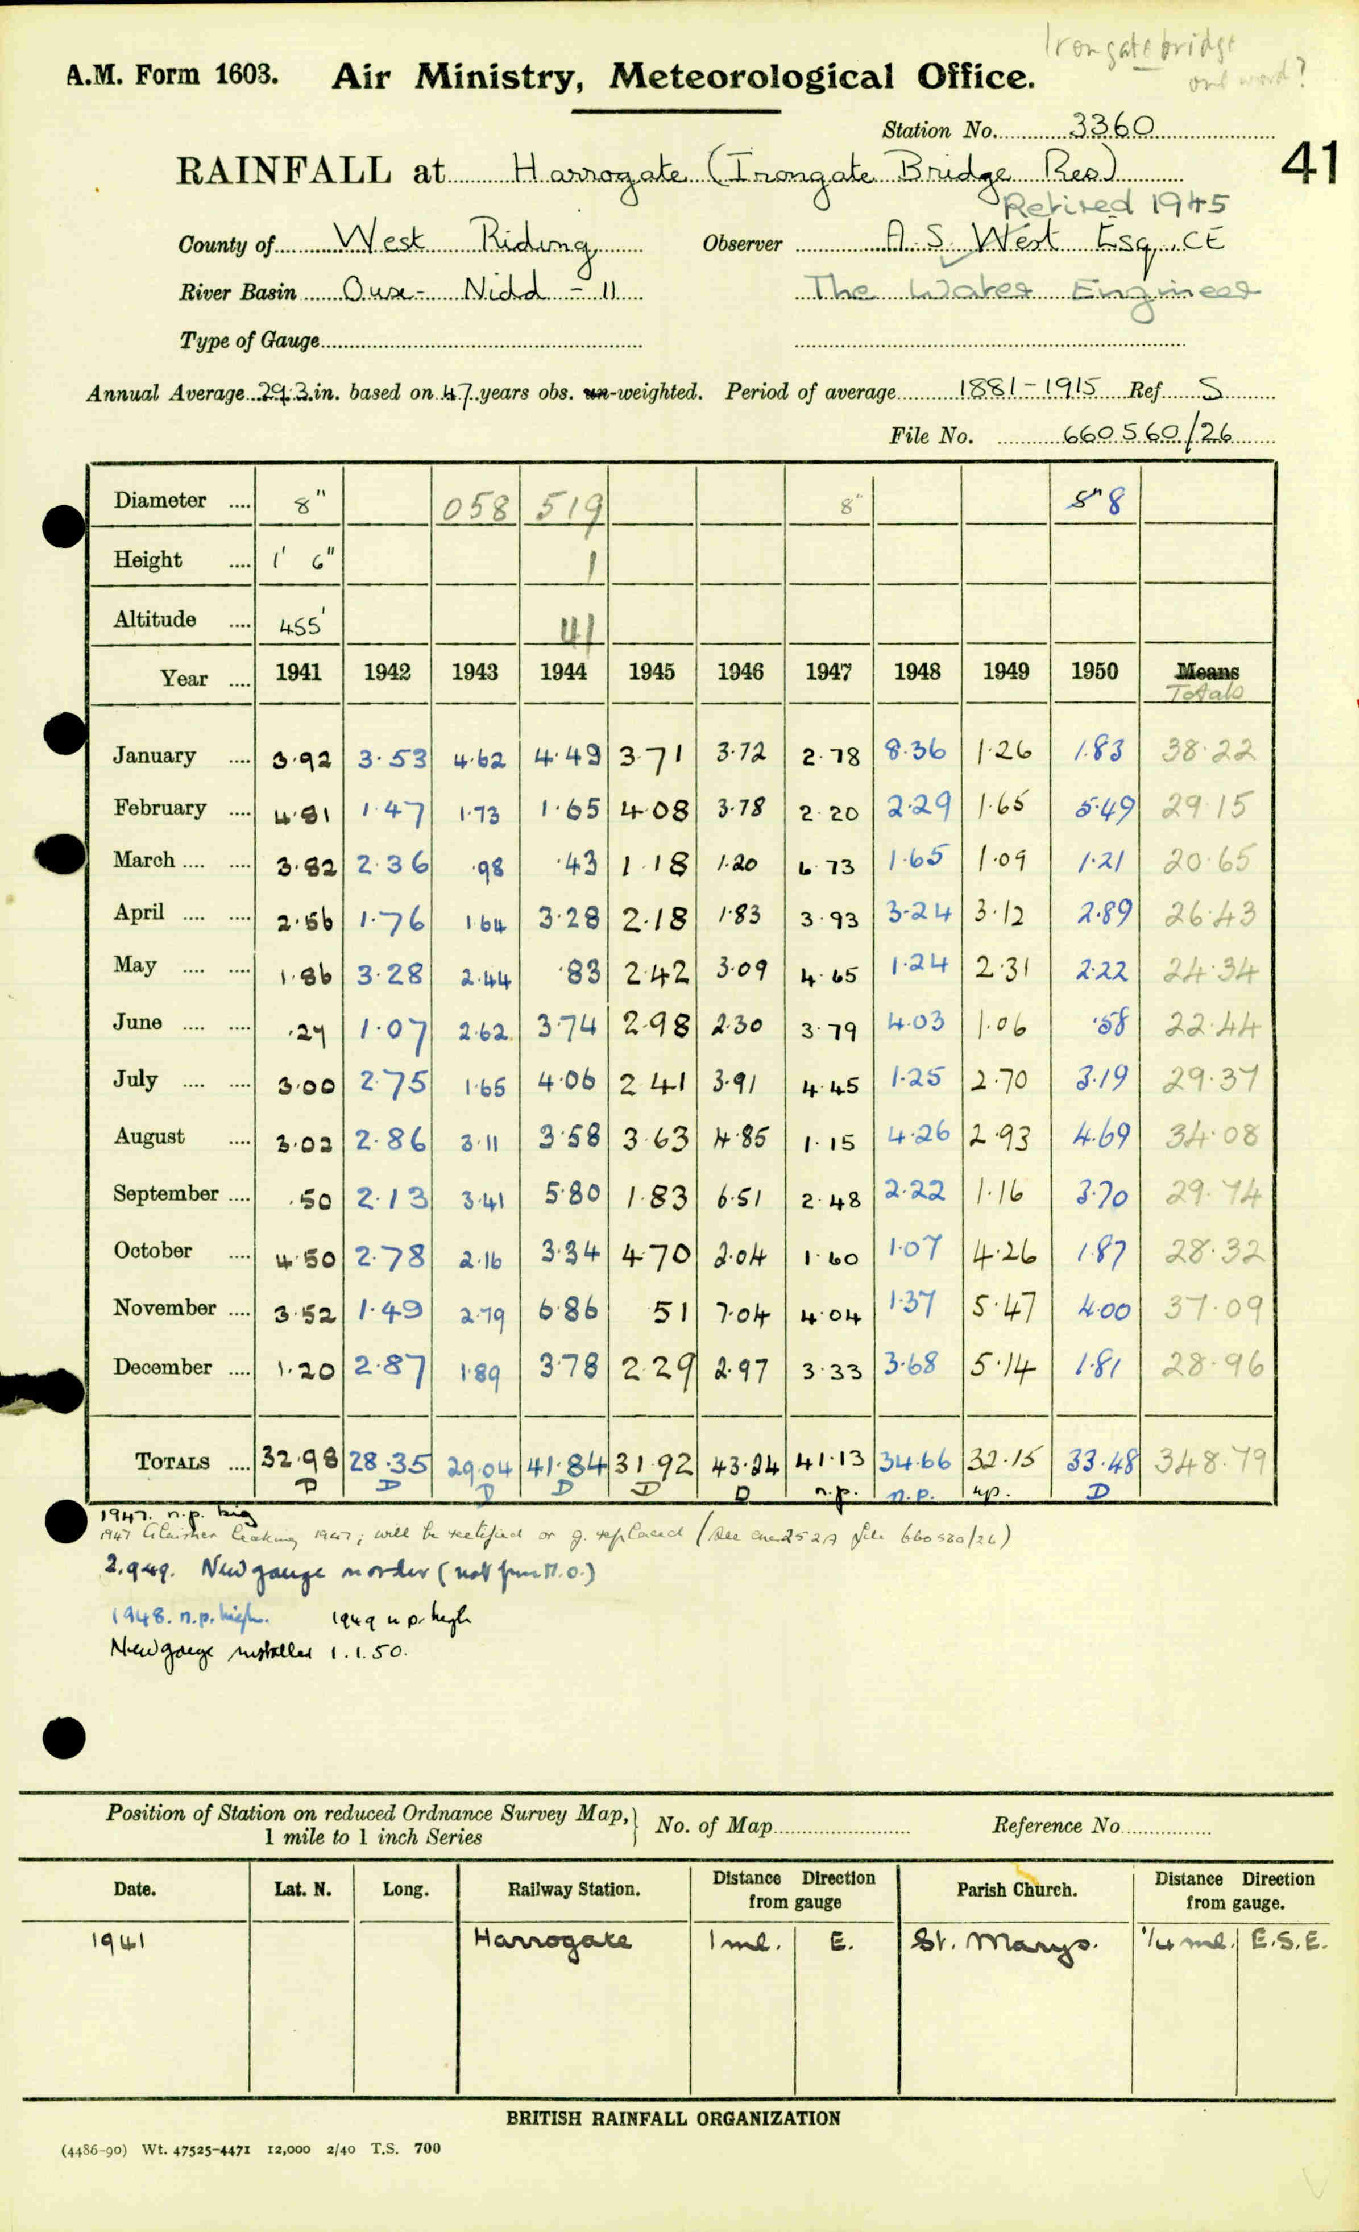 Irongate bridge
one word?
A.M. Form 1603. Air Ministry, Meteorological Office.
Station No. 3360
41
RAINFALL at Harrogate (Irongate Bridge Res)
Retired 1945
County of West Riding Observer A S West Esq., CE
River Basin Ouse - Nidd - 11 The Water Engineer
Type of Gauge
Annual Average 29.3 in. based on 47 years obs. un-weighted. Period of average 1881-1915 Ref S
File No. 660560/26
Diameter .... 8" 058 519 8" 5" 8
Height .... 1' 6" 1
Altitude .... 455' 41
Year .... 1941 1942 1943 1944 1945 1946 1947 1948 1949 1950 Means
Totals
January .... 3.92 3.53 4.62 4.49 3.71 3.72 2.78 8.36 1.26 1.83 38.22
February .... 4.81 1.47 1.73 1.65 4.08 3.78 2.20 2.29 1.65 5.49 29.15
March .... .... 3.82 2.36 .98 .43 1.18 1.20 6.73 1.65 1.09 1.21 20.65
April .... .... 2.56 1.76 1.64 3.28 2.18 1.83 3.93 3.24 3.12 2.89 26.43
May .... .... 1.86 3.28 2.44 .83 2.42 3.09 4.65 1.24 2.31 2.22 24.34
June .... .... .27 1.07 2.62 3.74 2.98 2.30 3.79 4.03 1.06 .58 22.44
July .... .... 3.00 2.75 1.65 4.06 2.41 3.91 4.45 1.25 2.70 3.19 29.37
August .... 3.02 2.86 3.11 3.58 3.63 4.85 1.15 4.26 2.93 4.69 34.08
September .... .50 2.13 3.41 5.80 1.83 6.51 2.48 2.22 1.16 3.70 29.74
October .... 4.50 2.78 2.16 3.34 4.70 2.04 1.60 1.07 4.26 1.87 28.32
November .... 3.52 1.49 2.79 6.86 51 7.04 4.04 1.37 5.47 4.00 37.09
December .... 1.20 2.87 1.89 3.78 2.29 2.97 3.33 3.68 5.14 1.81 28.96
TOTALS .... 32.98 28.35 29.04 41.84 31.92 43.24 41.13 34.66 32.15 33.48 348.79
D D D D D D n.p. n.p. n.p. D
1947. n.p. big
1947 Glaisher leaking 1947; will be rectified or g. replaced (see file 660560/26)
2.9.49. New gauge on order (not from M.O.)
1948. n.p. high. 1949 n.p. high
New gauge installed 1.1.50.
Position of Station on reduced Ordnance Survey Map, 1 mile to 1 inch Series } No. of Map Reference No
Date. Lat. N. Long. Railway Station. Distance Direction from gauge Parish Church. Distance Direction from gauge.
1941 Harrogate 1 ml. E. St. Marys. 1/4 ml. E.S.E.
BRITISH RAINFALL ORGANIZATION
(4486-90) Wt. 47525-4471 12,000 2/40 T.S. 700